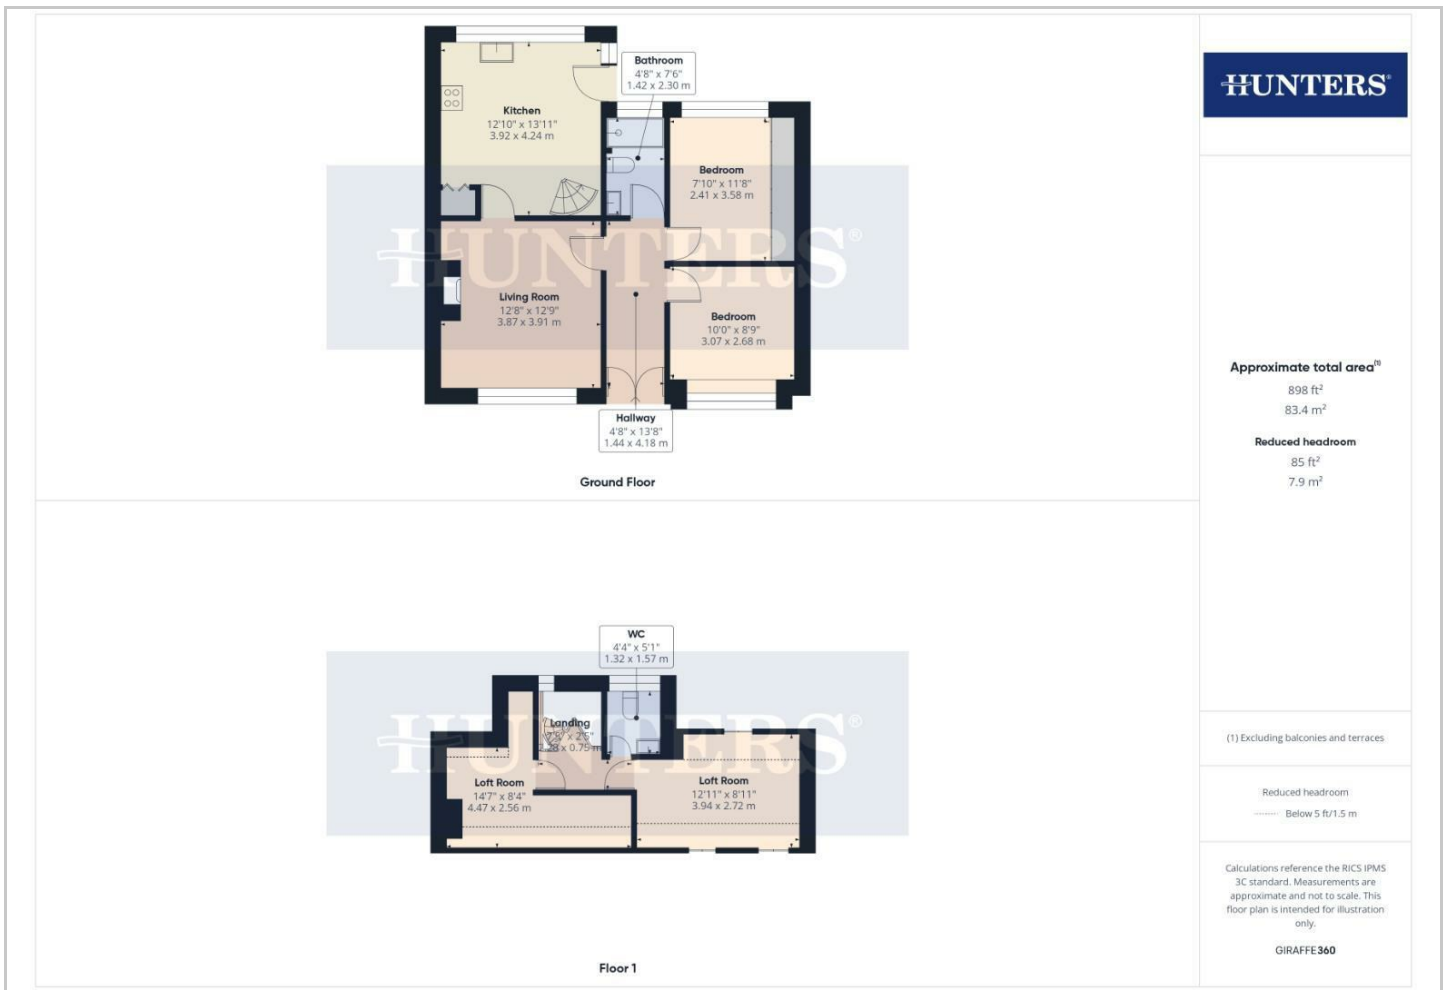 Bathroom
4'8" x 7'6"
1.42 x 2.30 m
Kitchen
12'10" x 13'11"
3.92 x 4.24 m
Bedroom
7'10" x 11'8"
2.41 x 3.58 m
HUNTERS®
Living Room
12'8" x 12'9"
3.87 x 3.91 m
Bedroom
10'0" x 8'9"
3.07 x 2.68 m
Hallway
4'8" x 13'8"
1.44 x 4.18 m
Ground Floor
WC
4'4" x 5'1"
1.32 x 1.57 m
Landing
x 2'5"
x 0.75 m
HUNTERS®
Loft Room
14'7" x 8'4"
4.47 x 2.56 m
Loft Room
12'11" x 8'11"
3.94 x 2.72 m
Floor 1
HUNTERS®
Approximate total area(1)
898 ft²
83.4 m²
Reduced headroom
85 ft²
7.9 m²
(1) Excluding balconies and terraces
Reduced headroom
Below 5 ft/1.5 m
Calculations reference the RICS IPMS
3C standard. Measurements are
approximate and not to scale. This
floor plan is intended for illustration
only.
GIRAFFE360